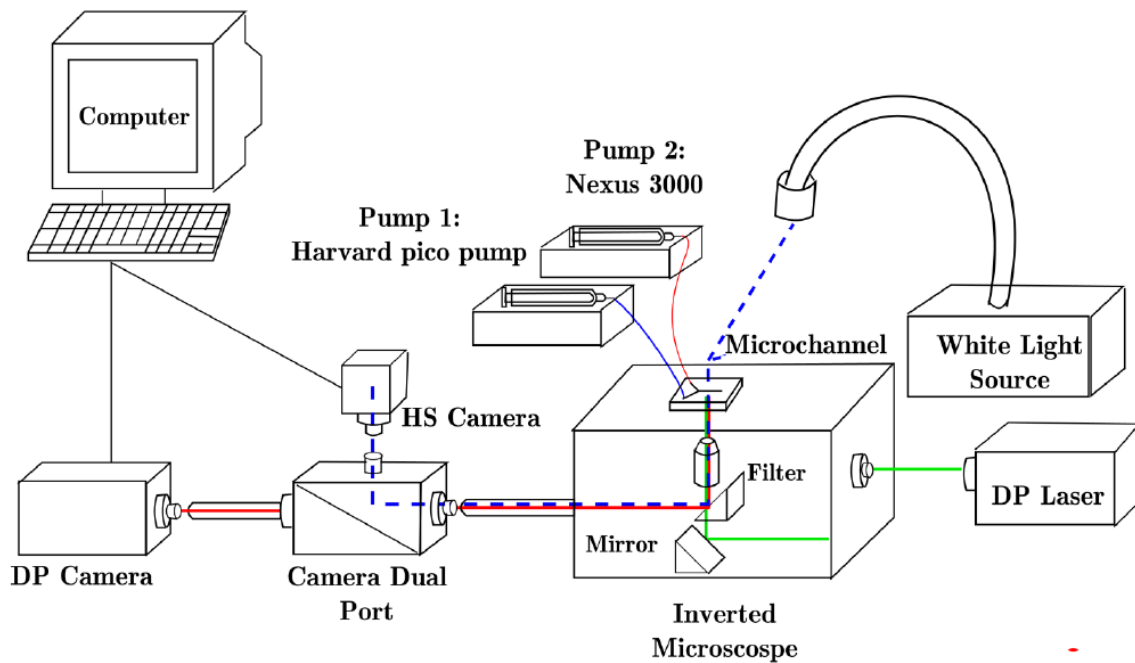 Computer
Pump 2:
Nexus 3000
Pump 1:
Harvard pico pump
Microchannel
White Light
Source
HS Camera
Filter
DP Laser
Mirror
DP Camera
Camera Dual
Port
Inverted
Microscospe